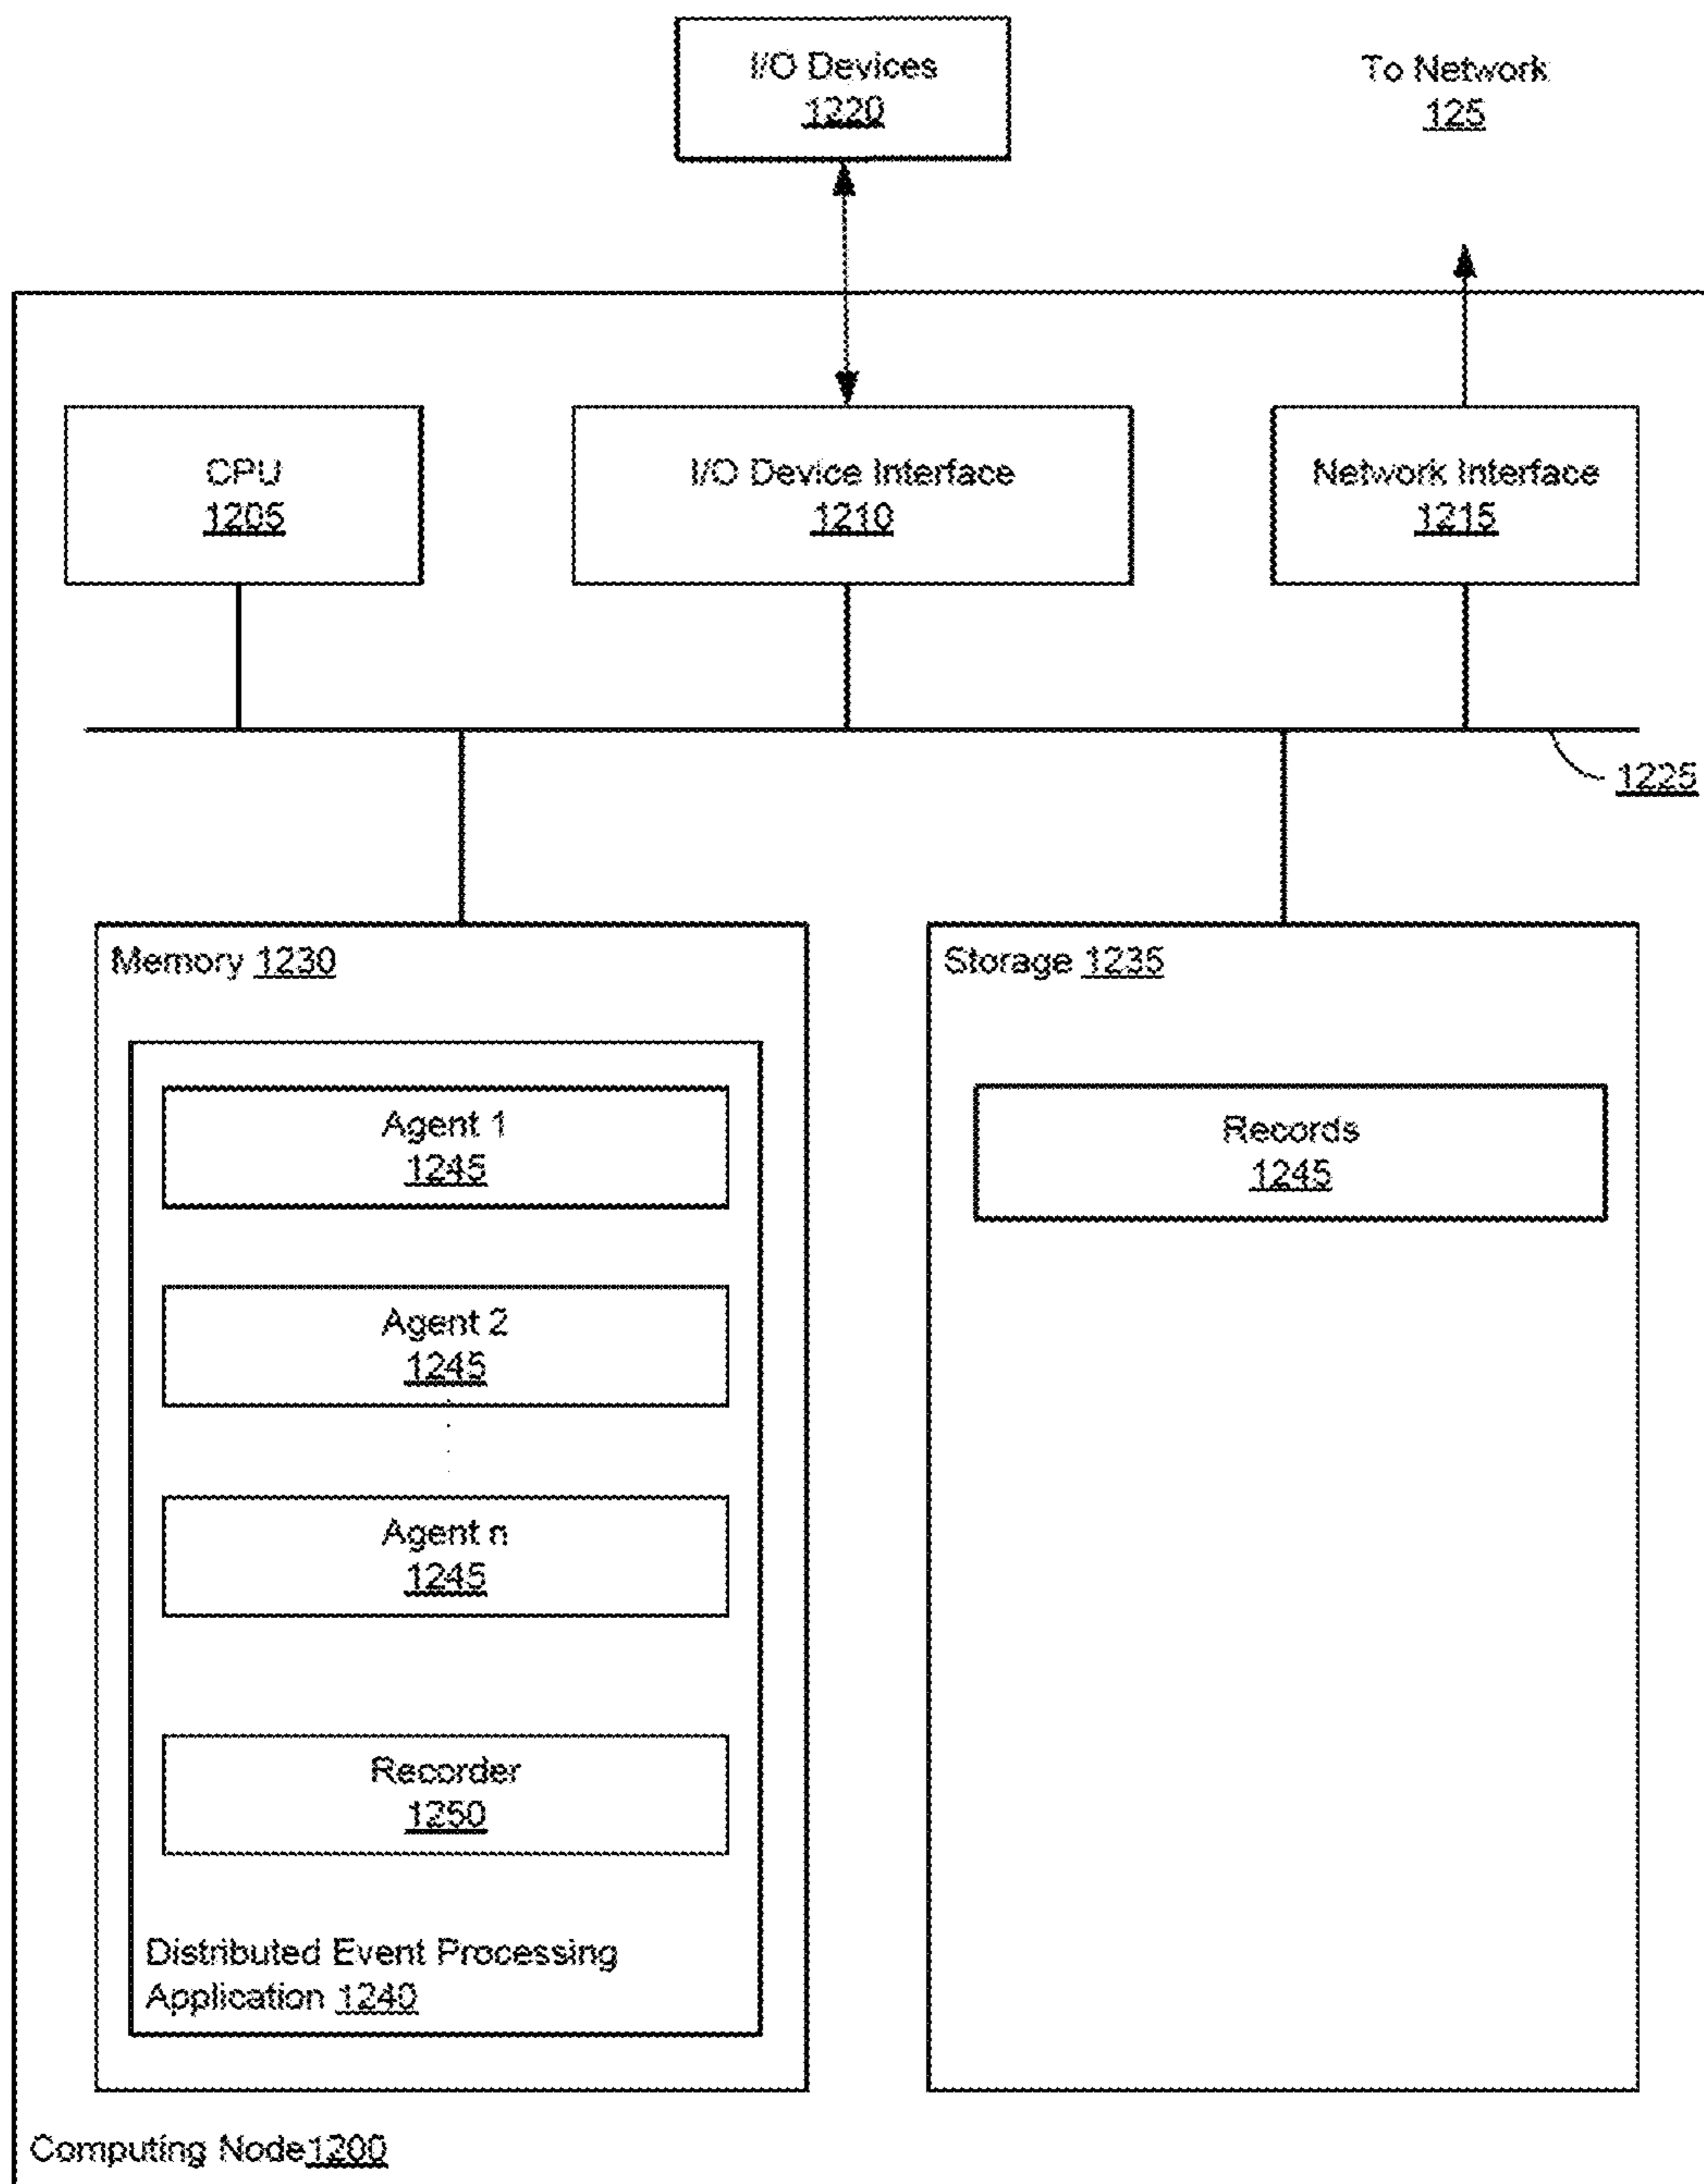 I/O Devices
1220
To Network
125
CPU
1205
I/O Device Interface
1210
Network Interface
1215
1225
Memory 1230
Storage 1235
Agent 1
1245
Records
1245
Agent 2
1245
Agent n
1245
Recorder
1250
Distributed Event Processing
Application 1240
Computing Node1200